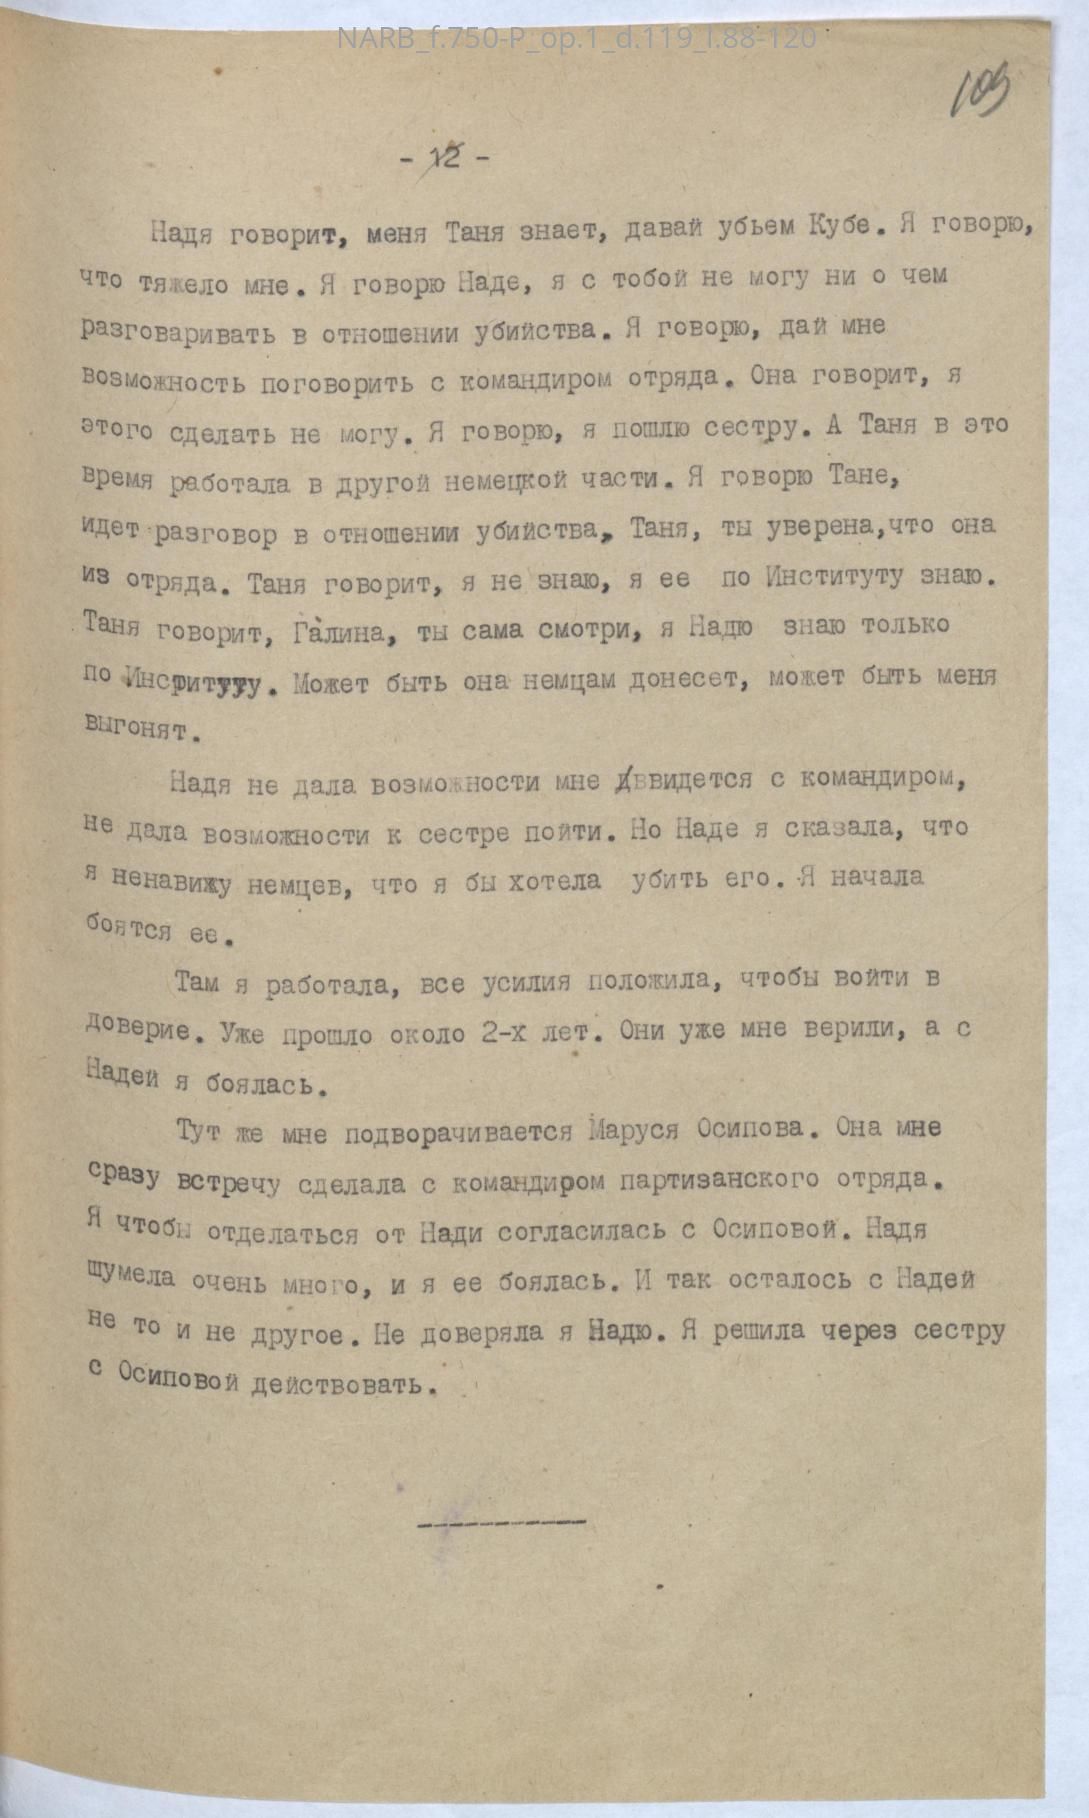 NARB_f.750-P_op.1_d.119_l.88-120
109
- 12 -
Надя говорит, меня Таня знает, давай убьем Кубе. Я говорю,
что тяжело мне. Я говорю Наде, я с тобой не могу ни о чем
разговаривать в отношении убийства. Я говорю, дай мне
возможность поговорить с командиром отряда. Она говорит, я
этого сделать не могу. Я говорю, я пошлю сестру. А Таня в это
время работала в другой немецкой части. Я говорю Тане,
идет разговор в отношении убийства, Таня, ты уверена,что она
из отряда. Таня говорит, я не знаю, я ее по Институту знаю.
Таня говорит, Галина, ты сама смотри, я Надю знаю только
по Институту. Может быть она немцам донесет, может быть меня
выгонят.
Надя не дала возможности мне ввидется с командиром,
не дала возможности к сестре пойти. Но Наде я сказала, что
я ненавижу немцев, что я бы хотела убить его. Я начала
боятся ее.
Там я работала, все усилия положила, чтобы войти в
доверие. Уже прошло около 2-х лет. Они уже мне верили, а с
Надей я боялась.
Тут же мне подворачивается Маруся Осипова. Она мне
сразу встречу сделала с командиром партизанского отряда.
Я чтобы отделаться от Нади согласилась с Осиповой. Надя
шумела очень много, и я ее боялась. И так осталось с Надей
не то и не другое. Не доверяла я Надю. Я решила через сестру
с Осиповой действовать.